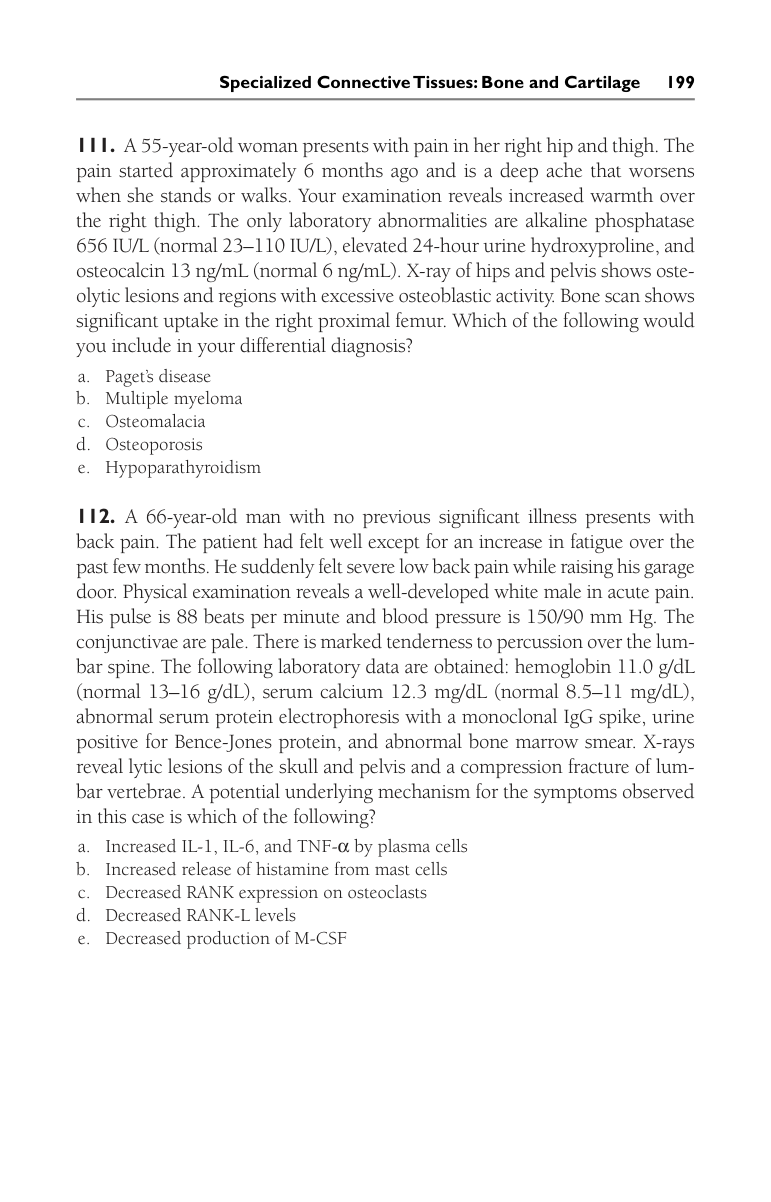 Specialized Connective Tissues: Bone and Cartilage 199
111. A 55-year-old woman presents with pain in her right hip and thigh. The
pain started approximately 6 months ago and is a deep ache that worsens
when she stands or walks. Your examination reveals increased warmth over
the right thigh. The only laboratory abnormalities are alkaline phosphatase
656 IU/L (normal 23–110 IU/L), elevated 24-hour urine hydroxyproline, and
osteocalcin 13 ng/mL (normal 6 ng/mL). X-ray of hips and pelvis shows oste-
olytic lesions and regions with excessive osteoblastic activity. Bone scan shows
significant uptake in the right proximal femur. Which of the following would
you include in your differential diagnosis?
a. Paget’s disease
b. Multiple myeloma
c. Osteomalacia
d. Osteoporosis
e. Hypoparathyroidism
112. A 66-year-old man with no previous significant illness presents with
back pain. The patient had felt well except for an increase in fatigue over the
past few months. He suddenly felt severe low back pain while raising his garage
door. Physical examination reveals a well-developed white male in acute pain.
His pulse is 88 beats per minute and blood pressure is 150/90 mm Hg. The
conjunctivae are pale. There is marked tenderness to percussion over the lum-
bar spine. The following laboratory data are obtained: hemoglobin 11.0 g/dL
(normal 13–16 g/dL), serum calcium 12.3 mg/dL (normal 8.5–11 mg/dL),
abnormal serum protein electrophoresis with a monoclonal IgG spike, urine
positive for Bence-Jones protein, and abnormal bone marrow smear. X-rays
reveal lytic lesions of the skull and pelvis and a compression fracture of lum-
bar vertebrae. A potential underlying mechanism for the symptoms observed
in this case is which of the following?
a. Increased IL-1, IL-6, and TNF-α by plasma cells
b. Increased release of histamine from mast cells
c. Decreased RANK expression on osteoclasts
d. Decreased RANK-L levels
e. Decreased production of M-CSF